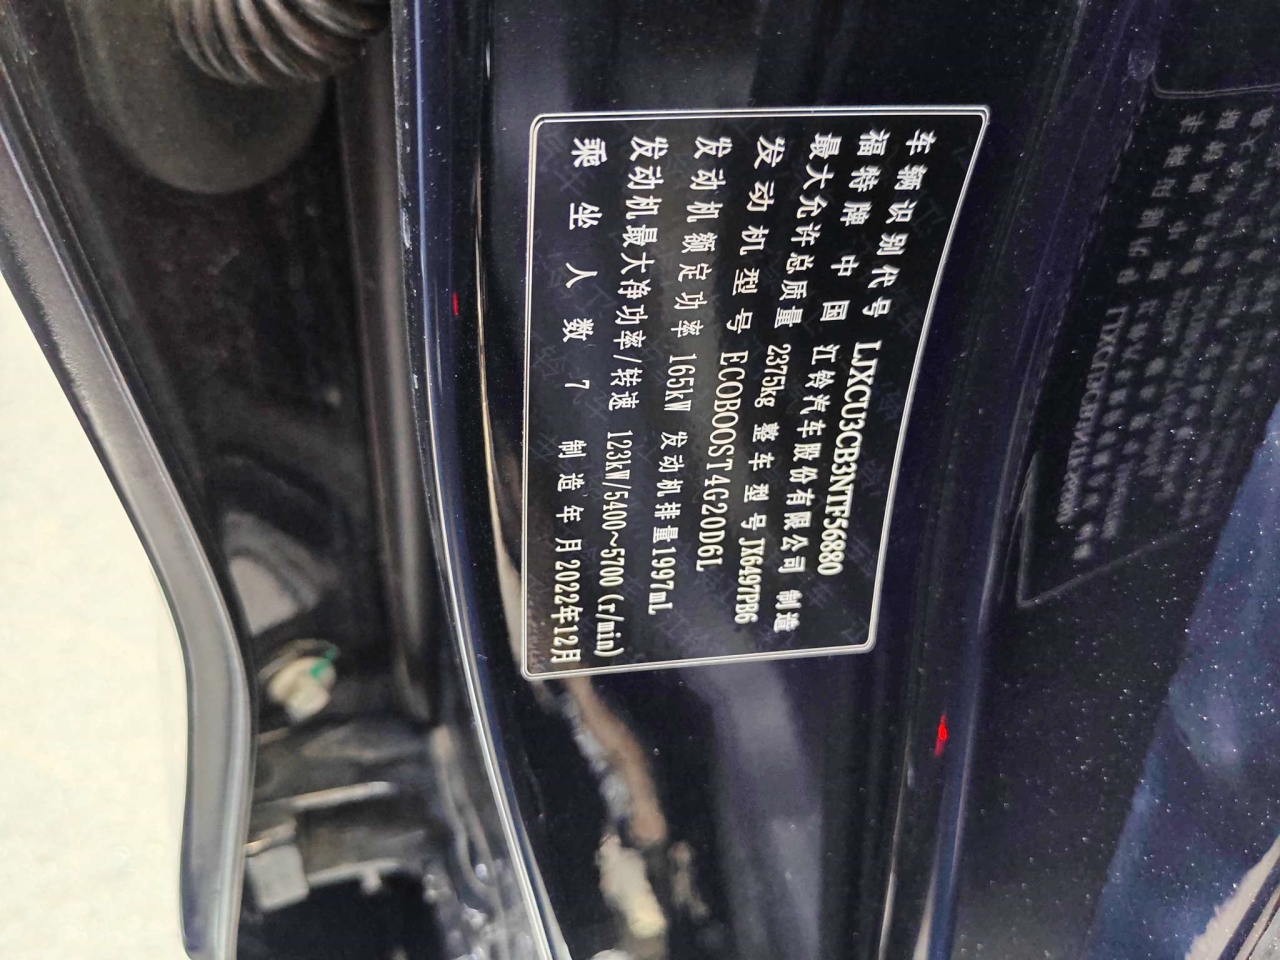 车辆识别代号 LJXCU3CB3NTF56880
福特牌 中国 江铃汽车股份有限公司 制造
最大允许总质量 2375kg 整车型号 JX6497PB6
发动机型号 ECOBOOST4G20D6L
发动机额定功率 165kW 发动机排量1997mL
发动机最大净功率/转速 123kW/5400~5700(r/min)
乘坐人数 7 制造年月2022年12月